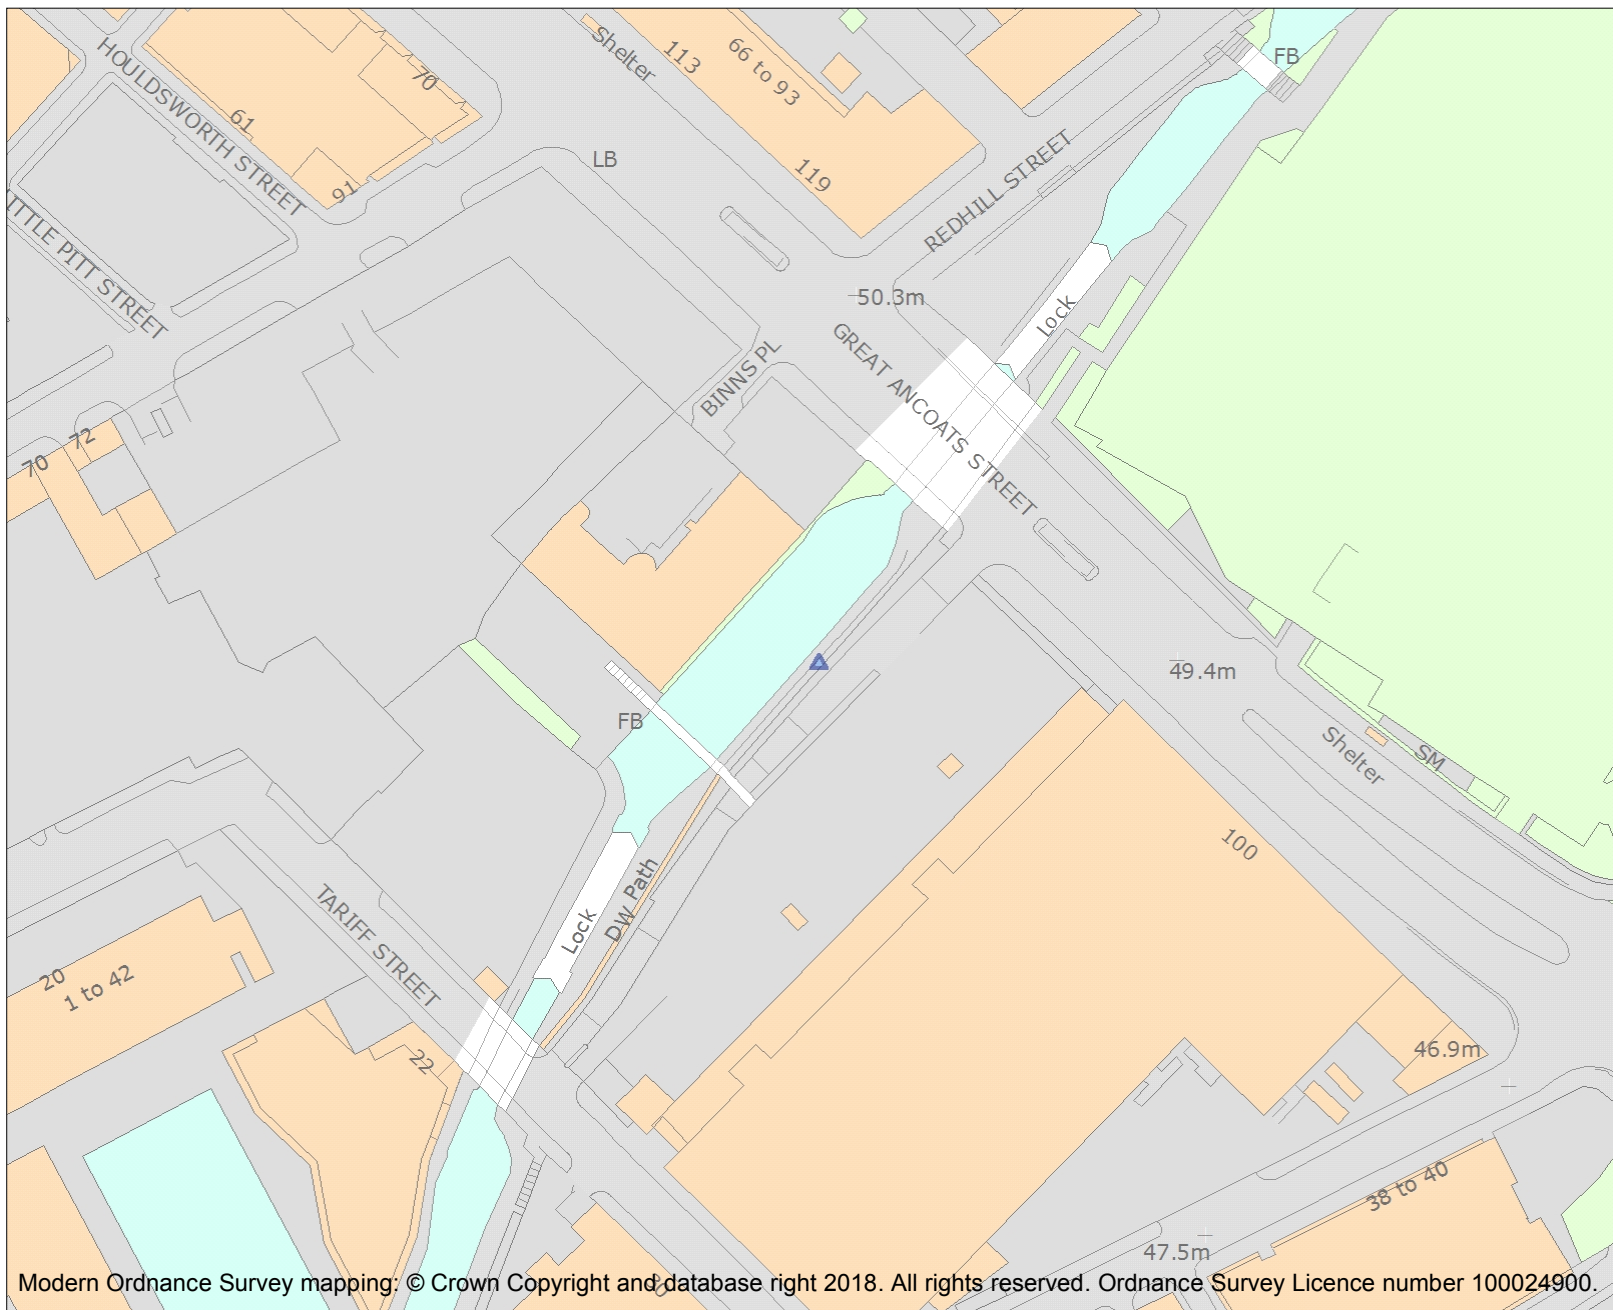 HOULDSWORTH STREET
70
Shelter
113
66 to 93
FB
61
LB
91
119
REDHILL STREET
ITTLE PITT STREET
50.3m
Lock
GREAT ANCOATS STREET
BINNS PL
72
70
49.4m
FB
Shelter
SM
100
DW Path
Lock
TARIFF STREET
20
1 to 42
22
46.9m
38 to 40
47.5m
80
Modern Ordnance Survey mapping: © Crown Copyright and database right 2018. All rights reserved. Ordnance Survey Licence number 100024900.